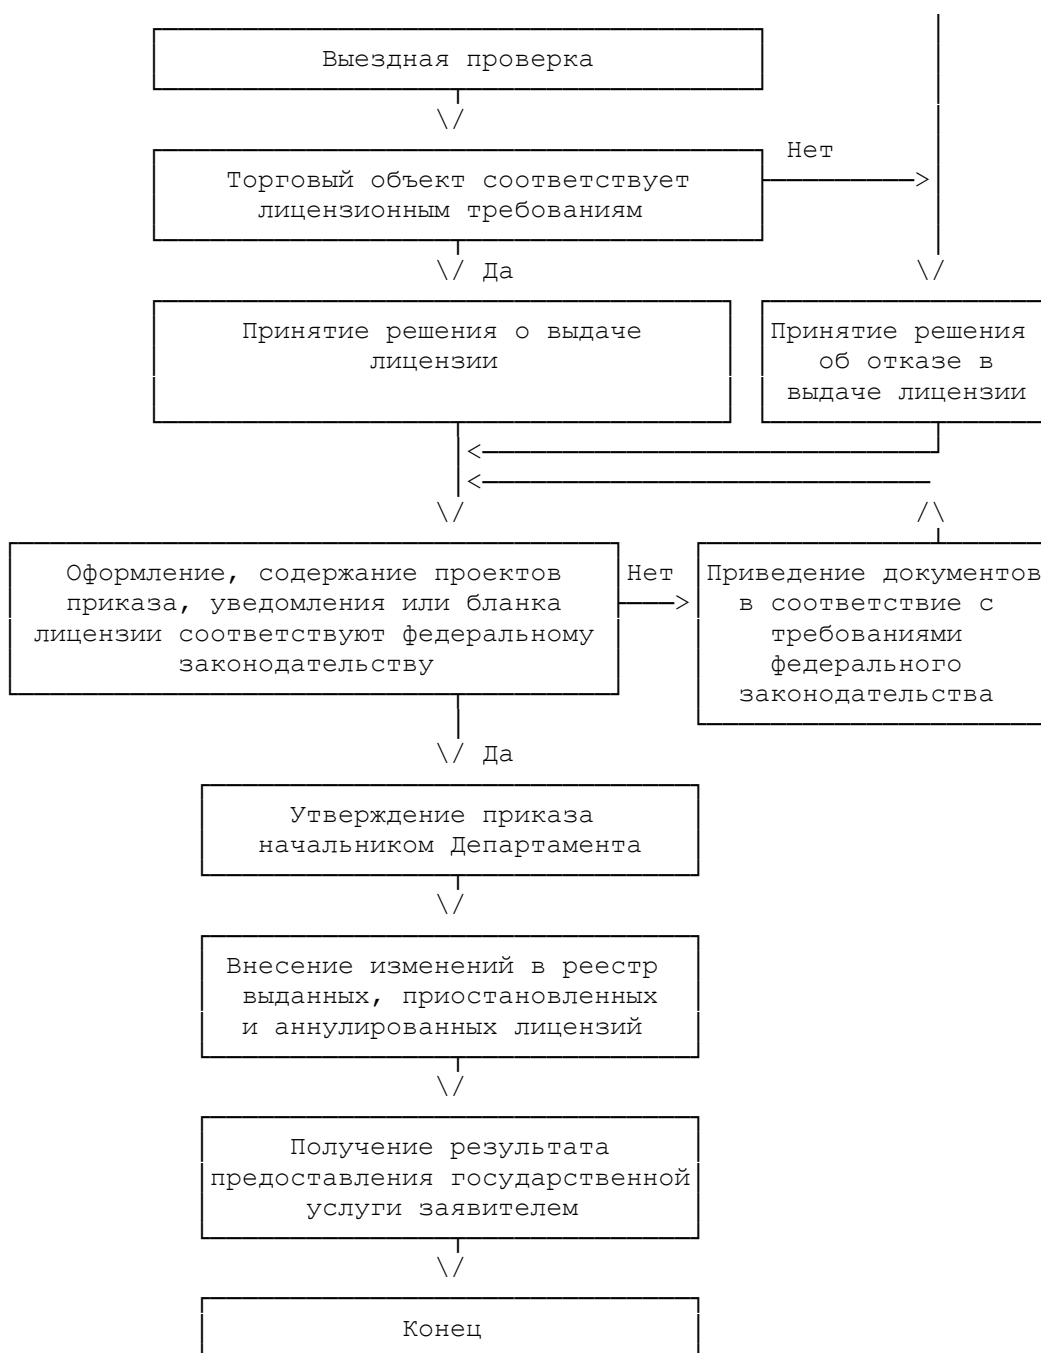 Выездная проверка
Нет
Торговый объект соответствует
лицензионным требованиям
Да
Принятие решения о выдаче
лицензии
Принятие решения
об отказе в
выдаче лицензии
Оформление, содержание проектов
приказа, уведомления или бланка
лицензии соответствуют федеральному
законодательству
Нет
Приведение документов
в соответствие с
требованиями
федерального
законодательства
Да
Утверждение приказа
начальником Департамента
Внесение изменений в реестр
выданных, приостановленных
и аннулированных лицензий
Получение результата
предоставления государственной
услуги заявителем
Конец